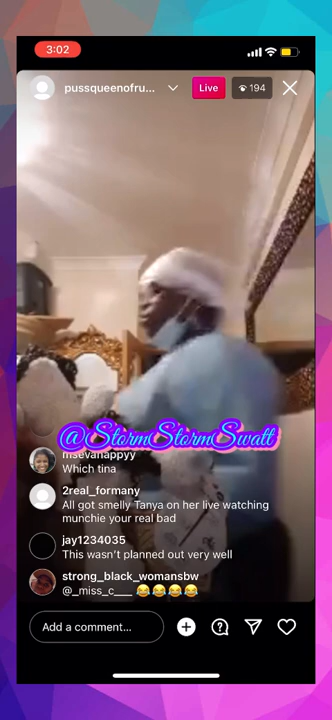 3:02
pussqueenofru...
Live
194
@StormStormSwatt
msevahappyy
Which tina
2real_formany
All got smelly Tanya on her live watching
munchie your real bad
jay1234035
This wasn't planned out very well
strong_black_womansbw
@_miss_c___ 😂😂😂😂
Add a comment...